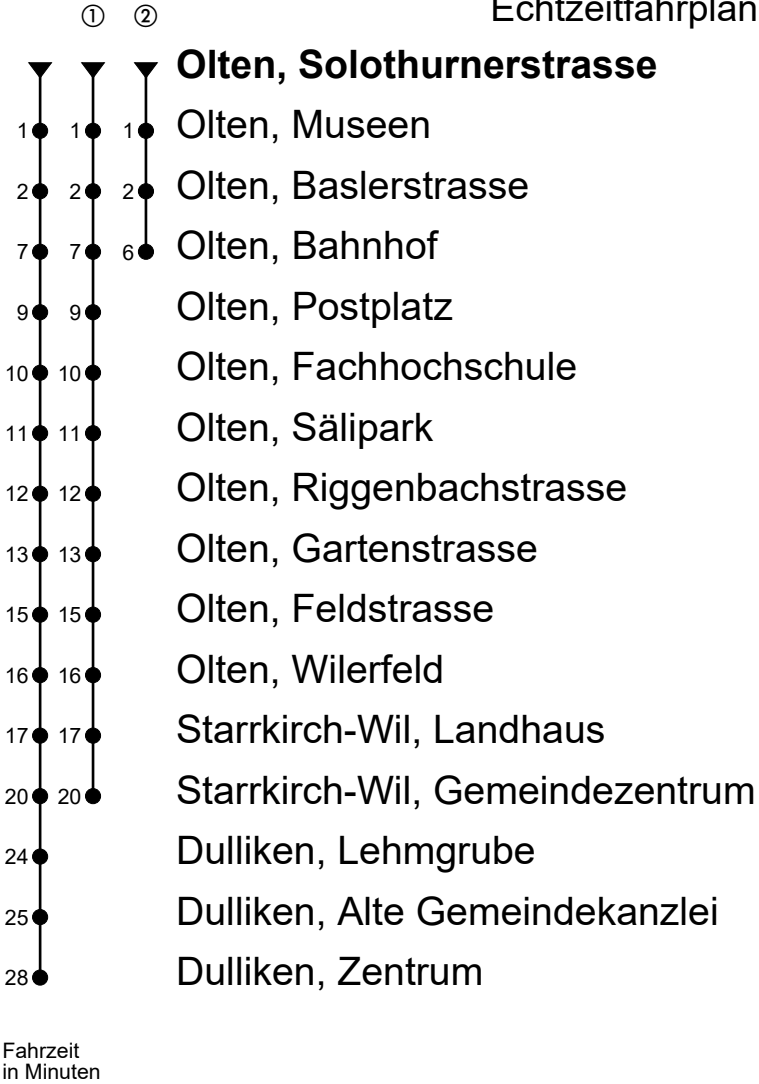 ① ② Echtzeitfahrplan
Olten, Solothurnerstrasse
1 1 1 Olten, Museen
2 2 2 Olten, Baslerstrasse
7 7 6 Olten, Bahnhof
9 9 Olten, Postplatz
10 10 Olten, Fachhochschule
11 11 Olten, Sälipark
12 12 Olten, Riggenbachstrasse
13 13 Olten, Gartenstrasse
15 15 Olten, Feldstrasse
16 16 Olten, Wilerfeld
17 17 Starrkirch-Wil, Landhaus
20 20 Starrkirch-Wil, Gemeindezentrum
24 Dulliken, Lehmgrube
25 Dulliken, Alte Gemeindekanzlei
28 Dulliken, Zentrum
Fahrzeit
in Minuten